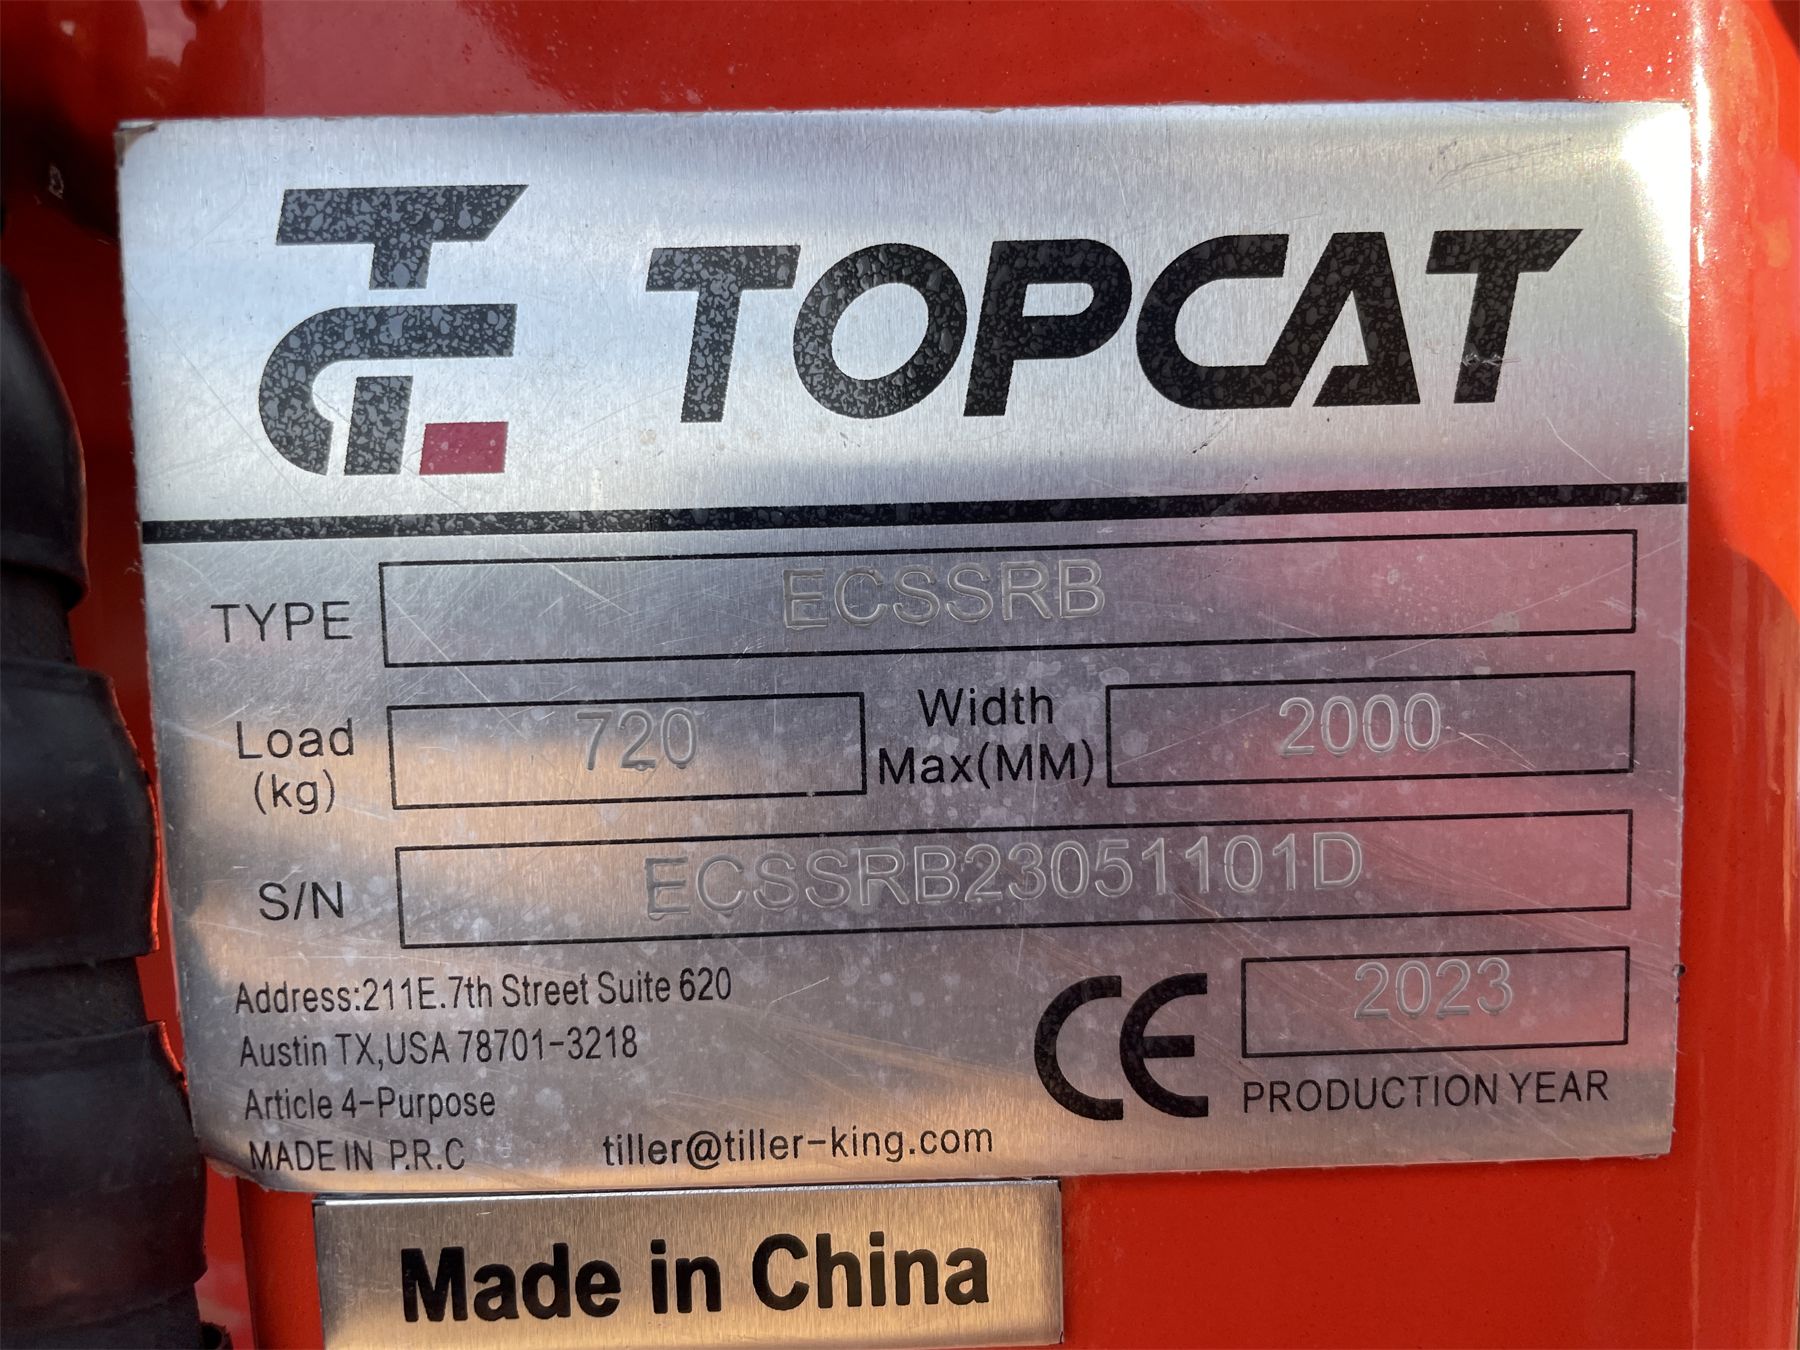 TC
TOPCAT
TYPE ECSSRB
Load (kg) 720 Width Max(MM) 2000
S/N ECSSRB23051101D
Address:211E.7th Street Suite 620
Austin TX,USA 78701-3218
Article 4-Purpose
MADE IN P.R.C tiller@tiller-king.com
CE 2023
PRODUCTION YEAR
Made in China